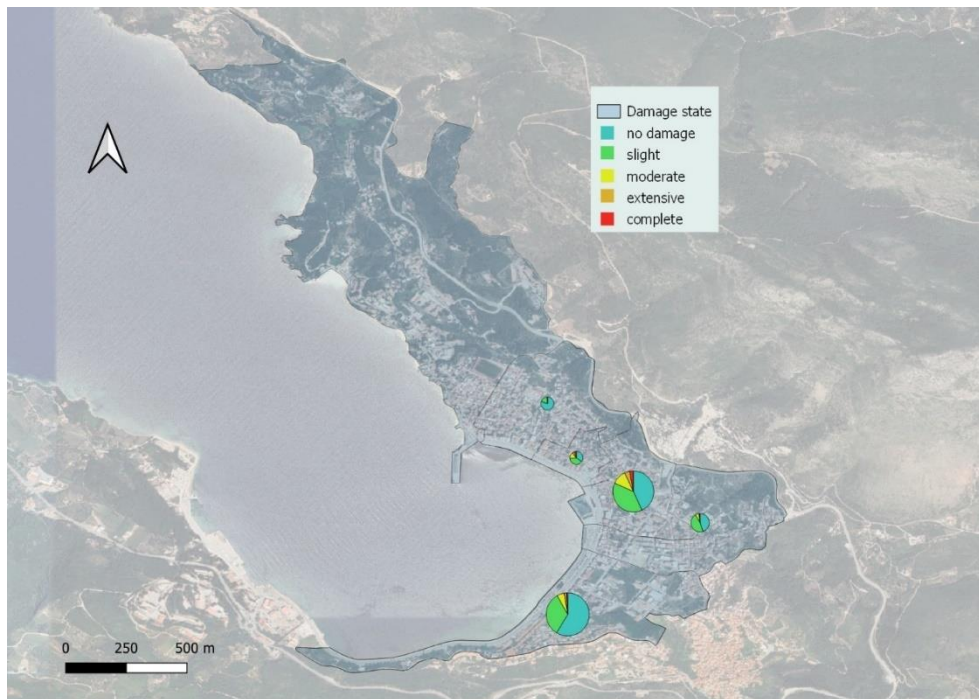 Damage state
no damage
slight
moderate
extensive
complete
0 250 500 m